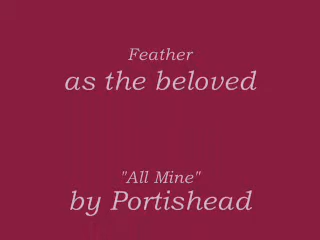 Feather
as the beloved
"All Mine"
by Portishead